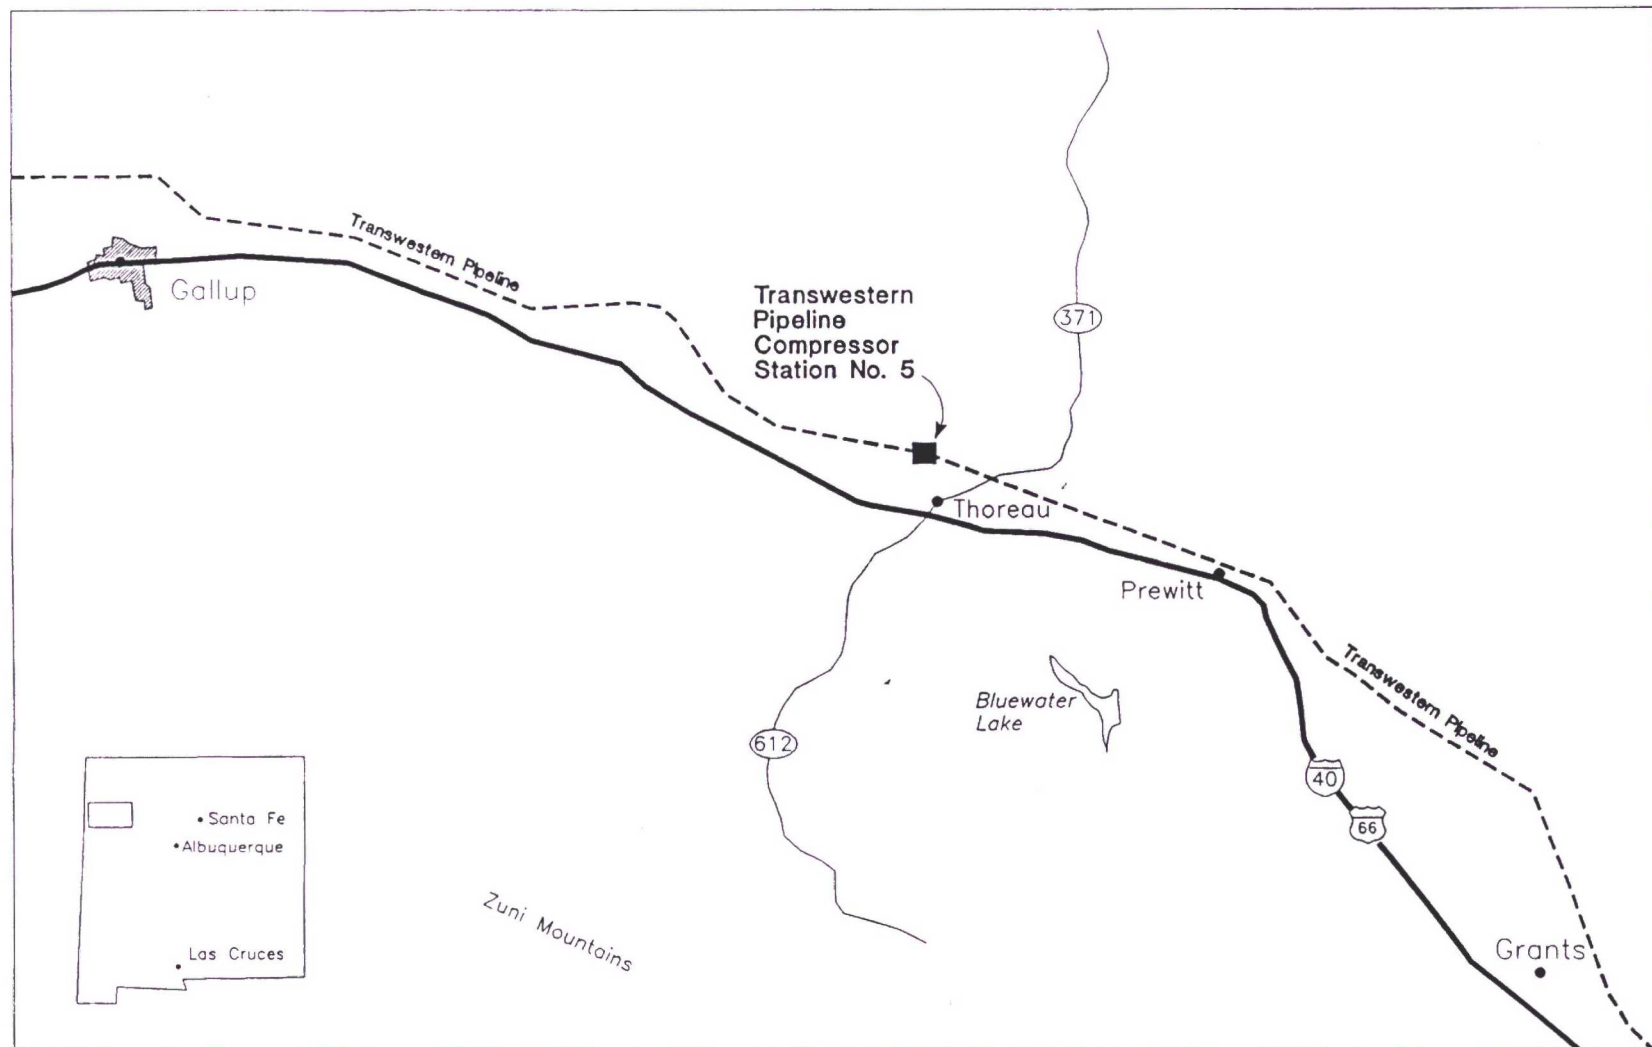 Transwestern Pipeline
Gallup
Transwestern
Pipeline
Compressor
Station No. 5
371
Thoreau
Prewitt
Transwestern Pipeline
Bluewater
Lake
612
40
66
Santa Fe
Albuquerque
Las Cruces
Zuni Mountains
Grants